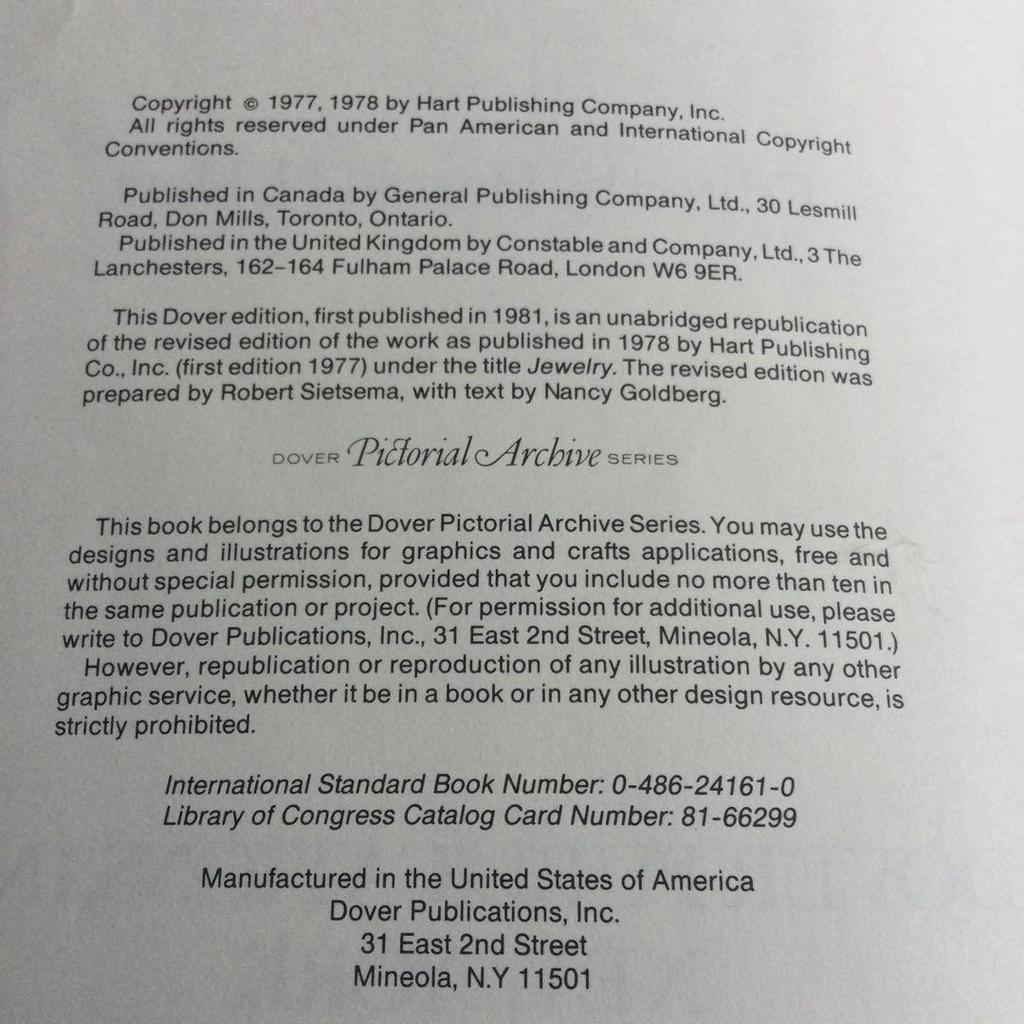 Copyright © 1977, 1978 by Hart Publishing Company, Inc.
All rights reserved under Pan American and International Copyright
Conventions.
Published in Canada by General Publishing Company, Ltd., 30 Lesmill
Road, Don Mills, Toronto, Ontario.
Published in the United Kingdom by Constable and Company, Ltd., 3 The
Lanchesters, 162–164 Fulham Palace Road, London W6 9ER.
This Dover edition, first published in 1981, is an unabridged republication
of the revised edition of the work as published in 1978 by Hart Publishing
Co., Inc. (first edition 1977) under the title Jewelry. The revised edition was
prepared by Robert Sietsema, with text by Nancy Goldberg.
DOVER Pictorial Archive SERIES
This book belongs to the Dover Pictorial Archive Series. You may use the
designs and illustrations for graphics and crafts applications, free and
without special permission, provided that you include no more than ten in
the same publication or project. (For permission for additional use, please
write to Dover Publications, Inc., 31 East 2nd Street, Mineola, N.Y. 11501.)
However, republication or reproduction of any illustration by any other
graphic service, whether it be in a book or in any other design resource, is
strictly prohibited.
International Standard Book Number: 0-486-24161-0
Library of Congress Catalog Card Number: 81-66299
Manufactured in the United States of America
Dover Publications, Inc.
31 East 2nd Street
Mineola, N.Y 11501